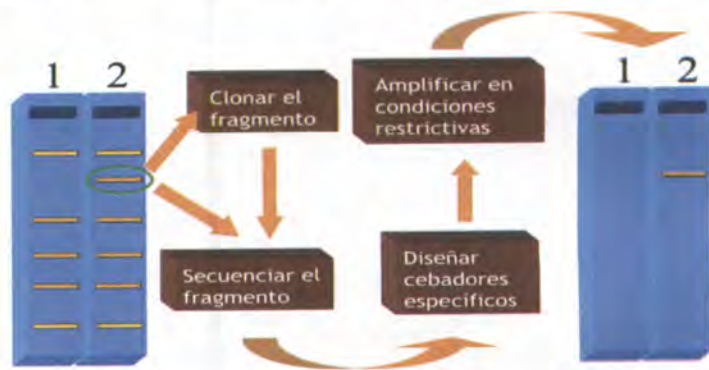 1 2
Clonar el
fragmento
Secuenciar el
fragmento
Diseñar
cebadores
específicos
Amplificar en
condiciones
restrictivas
1 2